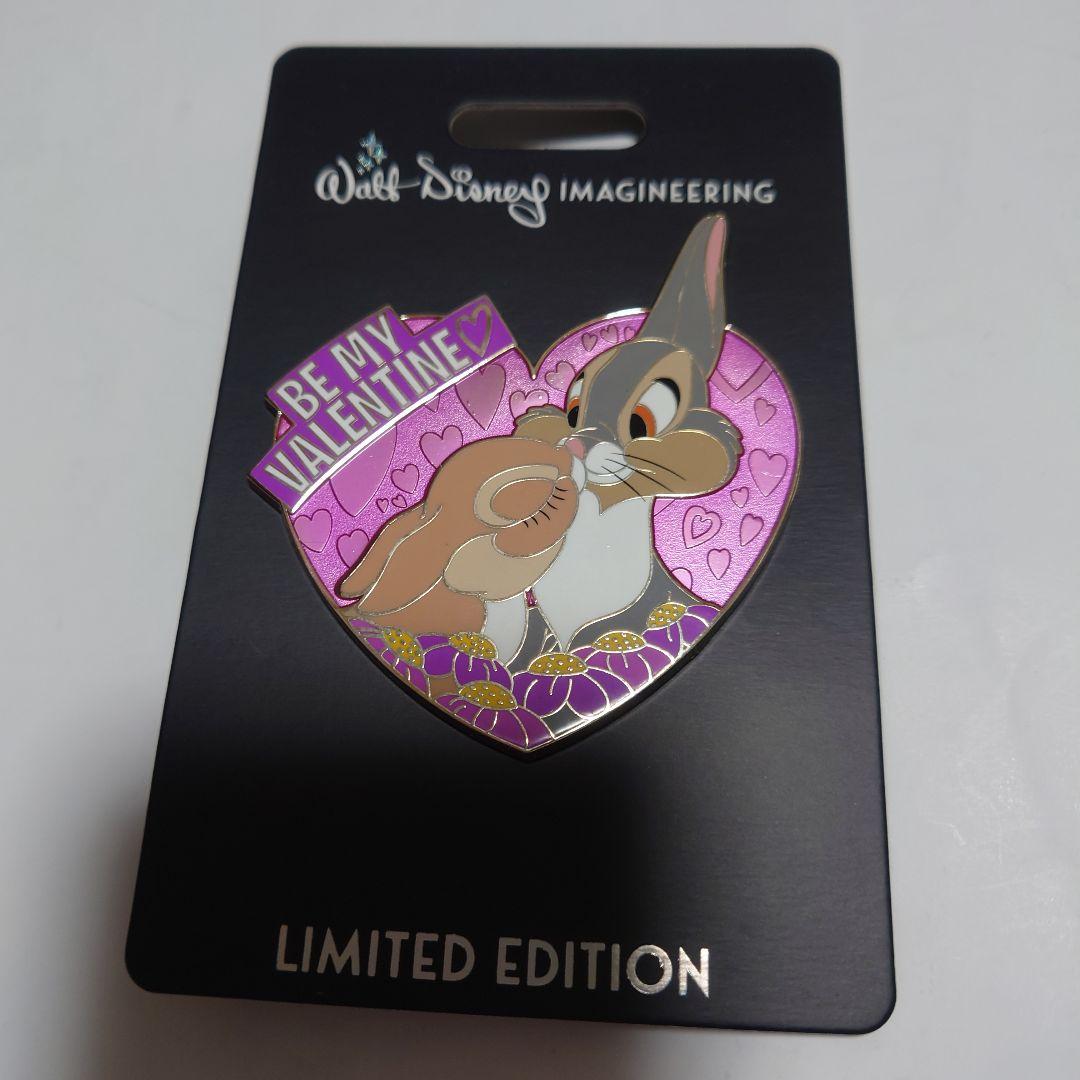 Walt Disney IMAGINEERING
BE MY
VALENTINE
LIMITED EDITION